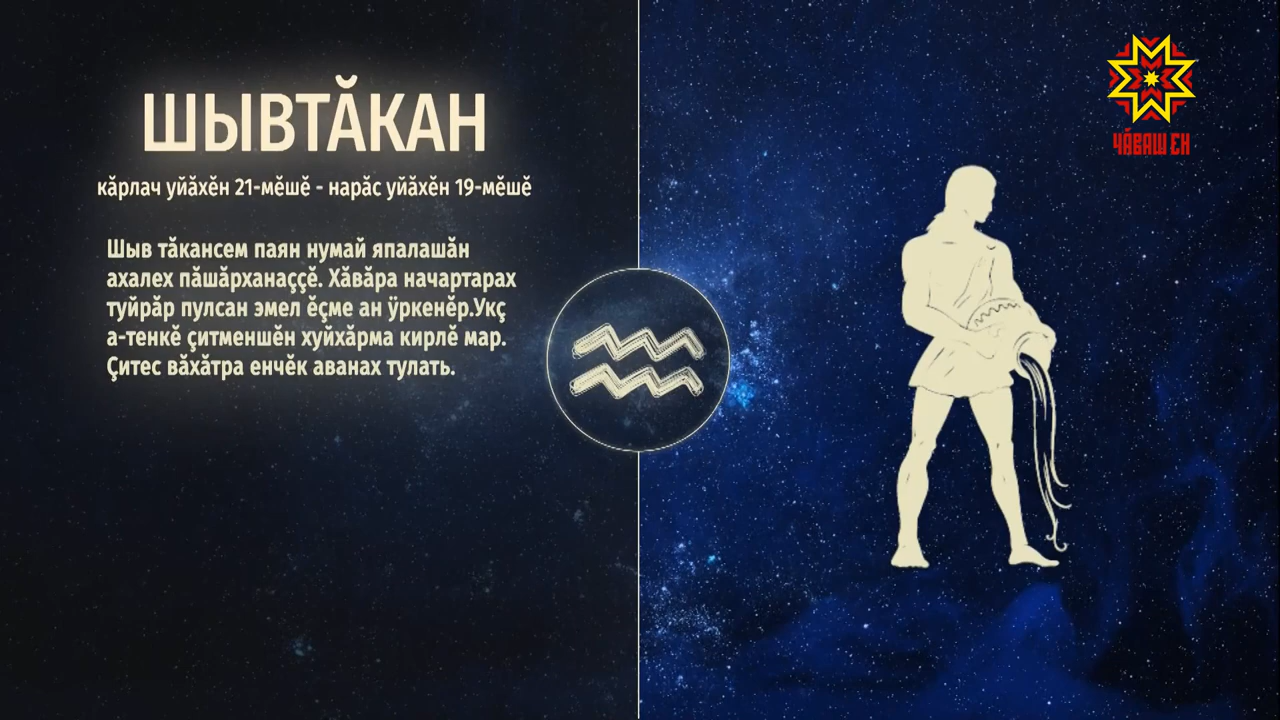 ШЫВТӐКАН
кӑрлач уйӑхӗн 21-мӗшӗ - нарӑс уйӑхӗн 19-мӗшӗ
Шыв тӑкансем паян нумай япалашӑн
ахалех пӑшӑрханаҫҫӗ. Хӑвӑра начартарах
туйрӑр пулсан эмел ӗҫме ан ӳркенӗр.Укҫ
а-тенкӗ ҫитменшӗн хуйхӑрма кирлӗ мар.
Ҫитес вӑхӑтра енчӗк аванах тулать.
ЧӐВАШ ЕН